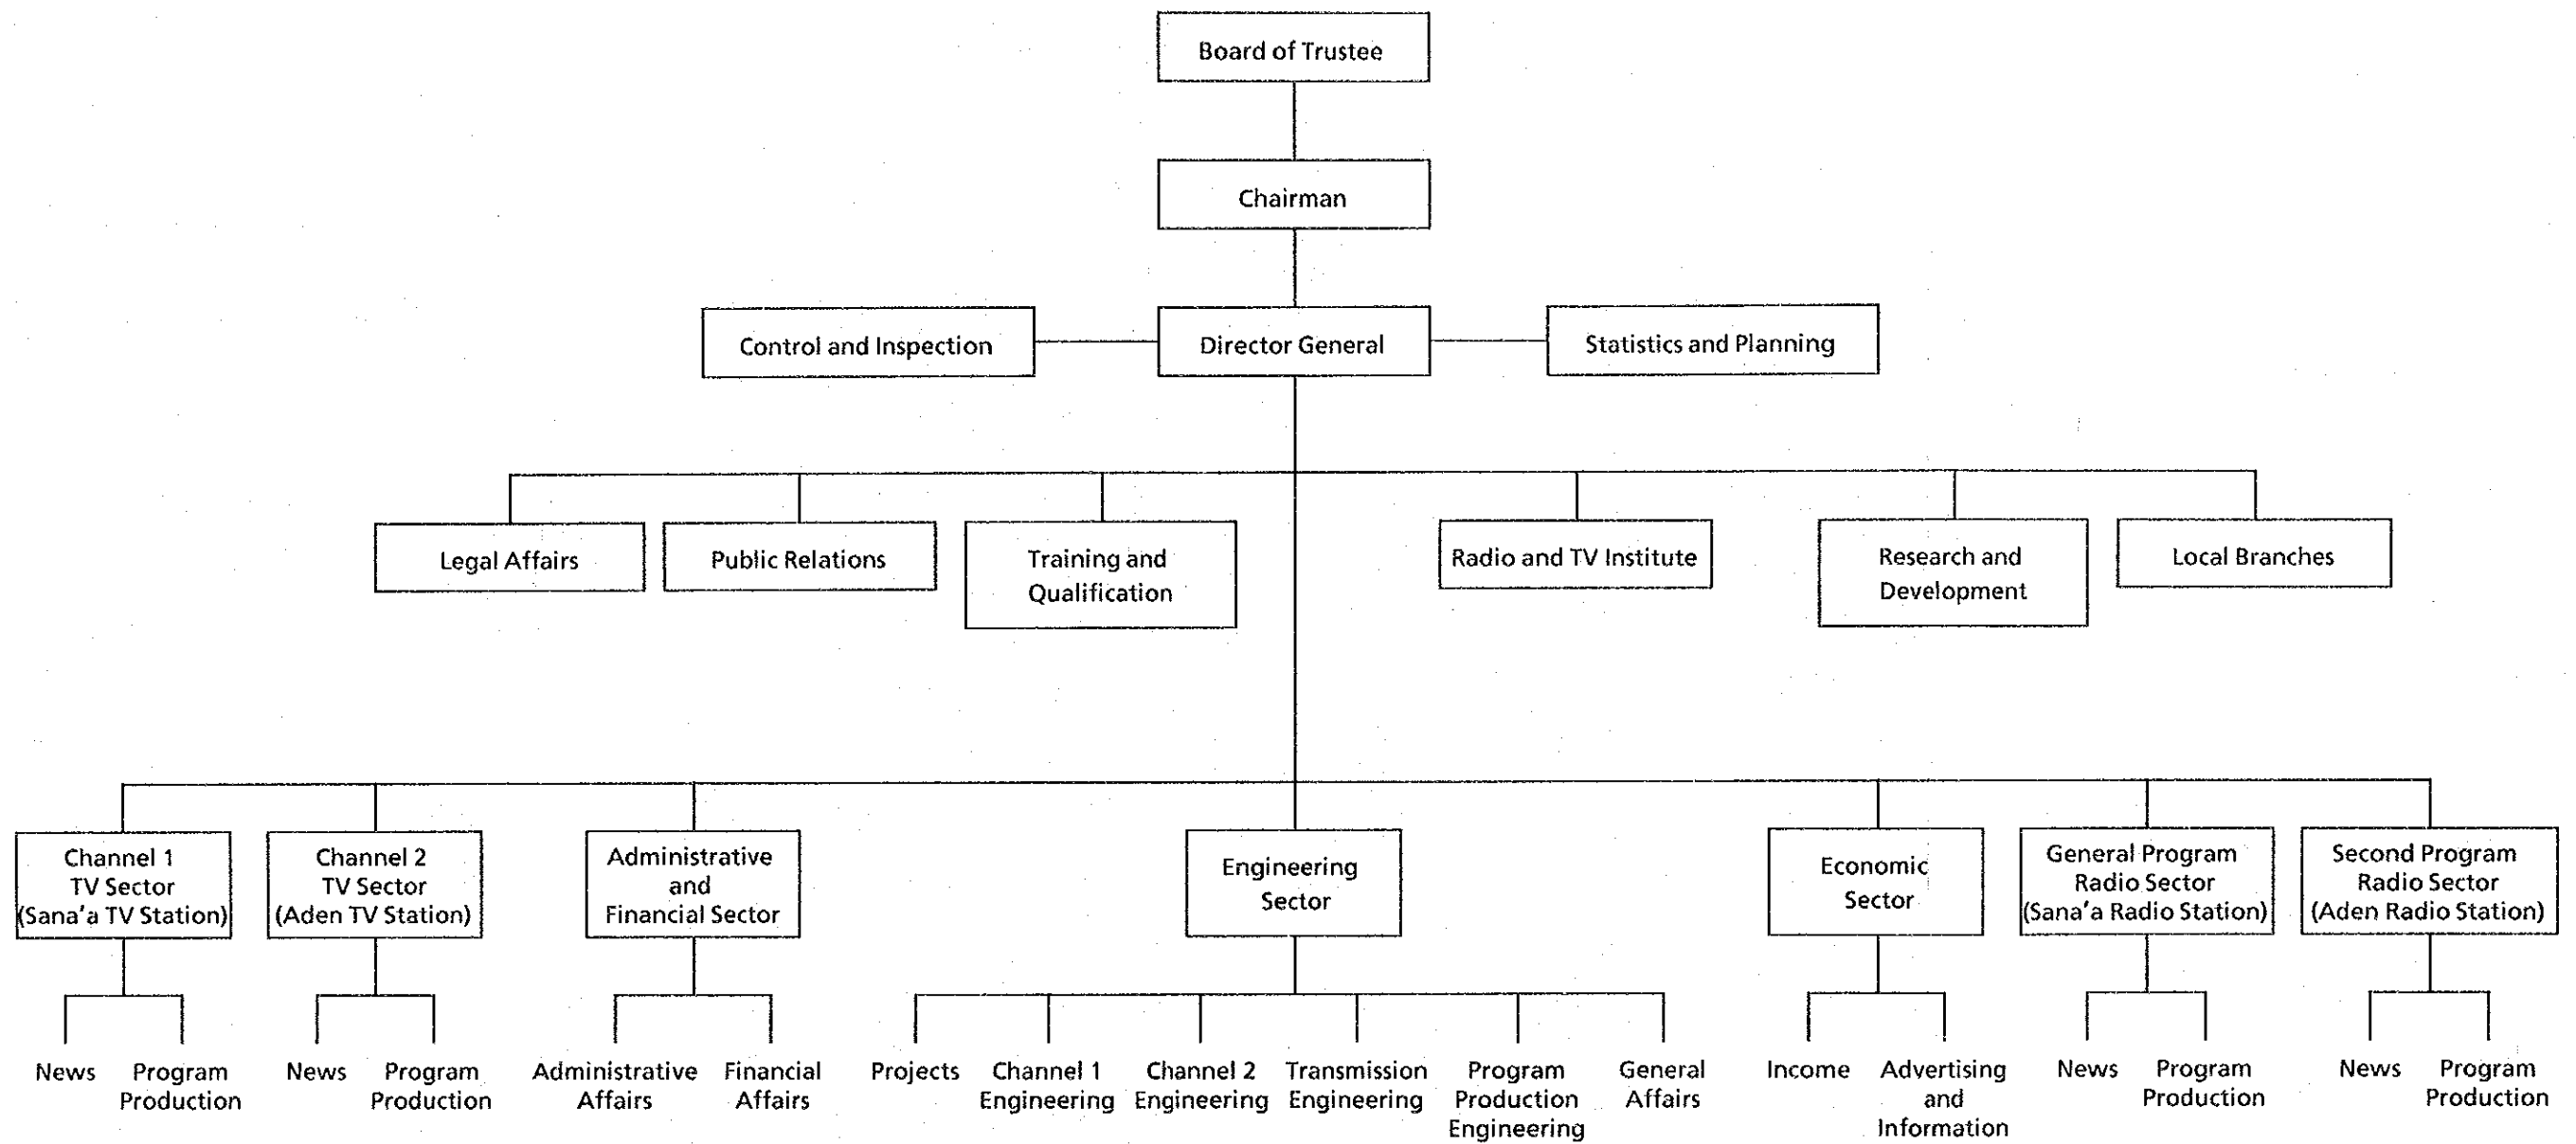 Board of Trustee
Chairman
Control and Inspection
Director General
Statistics and Planning
Legal Affairs
Public Relations
Training and
Qualification
Radio and TV Institute
Research and
Development
Local Branches
Channel 1
TV Sector
(Sana'a TV Station)
Channel 2
TV Sector
(Aden TV Station)
Administrative
and
Financial Sector
Engineering
Sector
Economic
Sector
General Program
Radio Sector
(Sana'a Radio Station)
Second Program
Radio Sector
(Aden Radio Station)
News
Program
Production
News
Program
Production
Administrative
Affairs
Financial
Affairs
Projects
Channel 1
Engineering
Channel 2
Engineering
Transmission
Engineering
Program
Production
Engineering
General
Affairs
Income
Advertising
and
Information
News
Program
Production
News
Program
Production